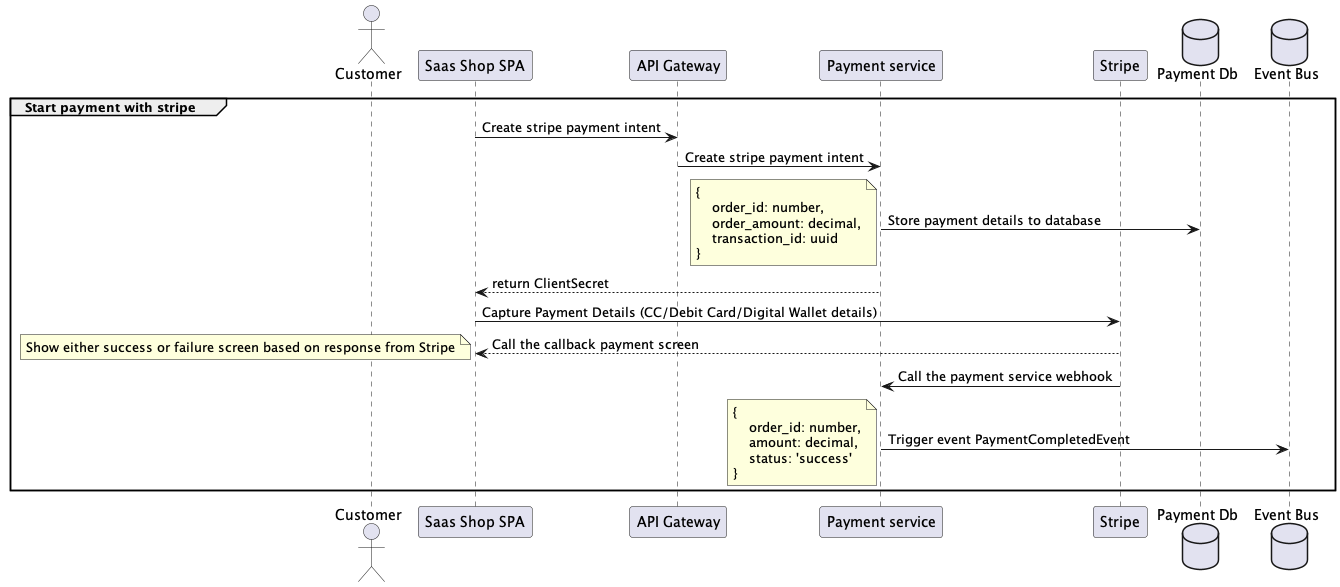 Customer
Saas Shop SPA
API Gateway
Payment service
Stripe
Payment Db
Event Bus
Start payment with stripe
Create stripe payment intent
Create stripe payment intent
{
order_id: number,
order_amount: decimal,
transaction_id: uuid
}
Store payment details to database
return ClientSecret
Capture Payment Details (CC/Debit Card/Digital Wallet details)
Show either success or failure screen based on response from Stripe
Call the callback payment screen
Call the payment service webhook
{
order_id: number,
amount: decimal,
status: 'success'
}
Trigger event PaymentCompletedEvent
Customer
Saas Shop SPA
API Gateway
Payment service
Stripe
Payment Db
Event Bus